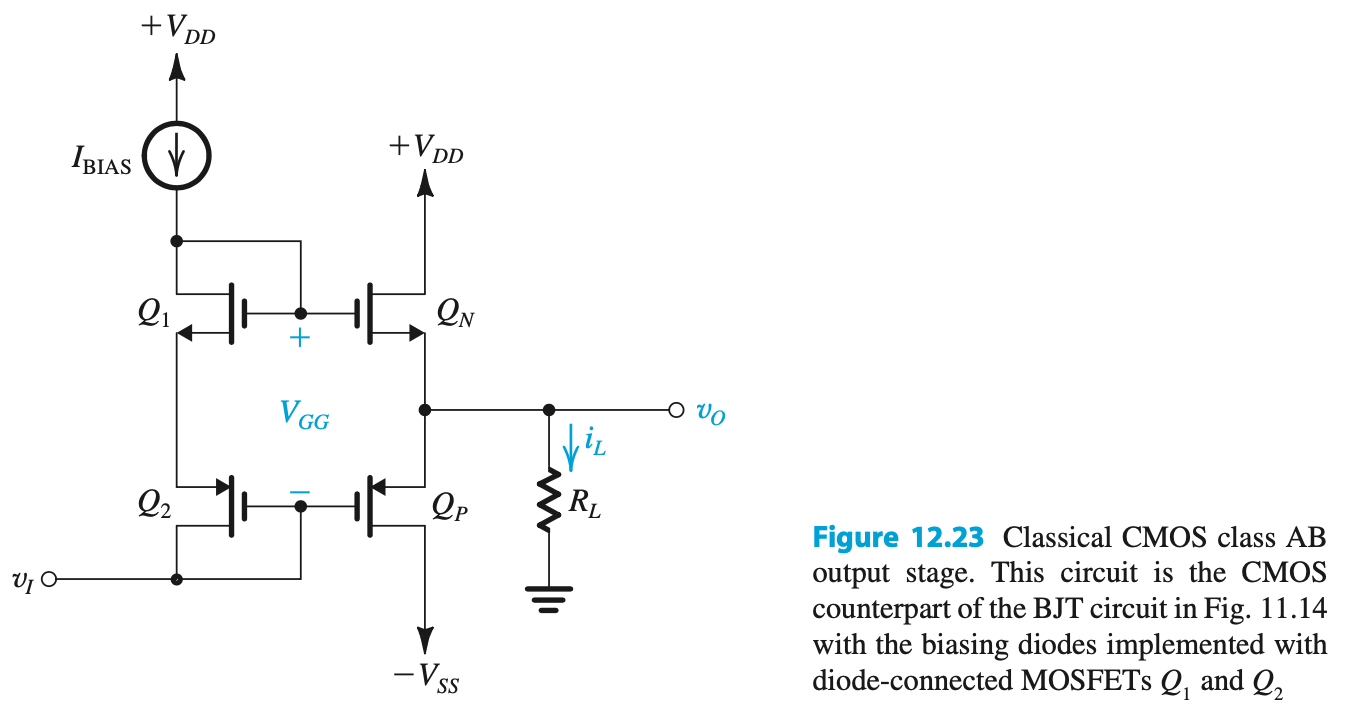 +V_DD
I_BIAS
+V_DD
Q_1
Q_N
+
V_GG
v_O
i_L
−
Q_2
Q_P
R_L
v_I
−V_SS
Figure 12.23 Classical CMOS class AB
output stage. This circuit is the CMOS
counterpart of the BJT circuit in Fig. 11.14
with the biasing diodes implemented with
diode-connected MOSFETs Q_1 and Q_2